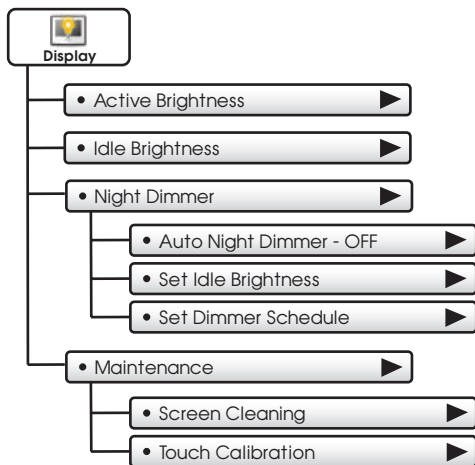 Display
• Active Brightness
• Idle Brightness
• Night Dimmer
• Auto Night Dimmer - OFF
• Set Idle Brightness
• Set Dimmer Schedule
• Maintenance
• Screen Cleaning
• Touch Calibration